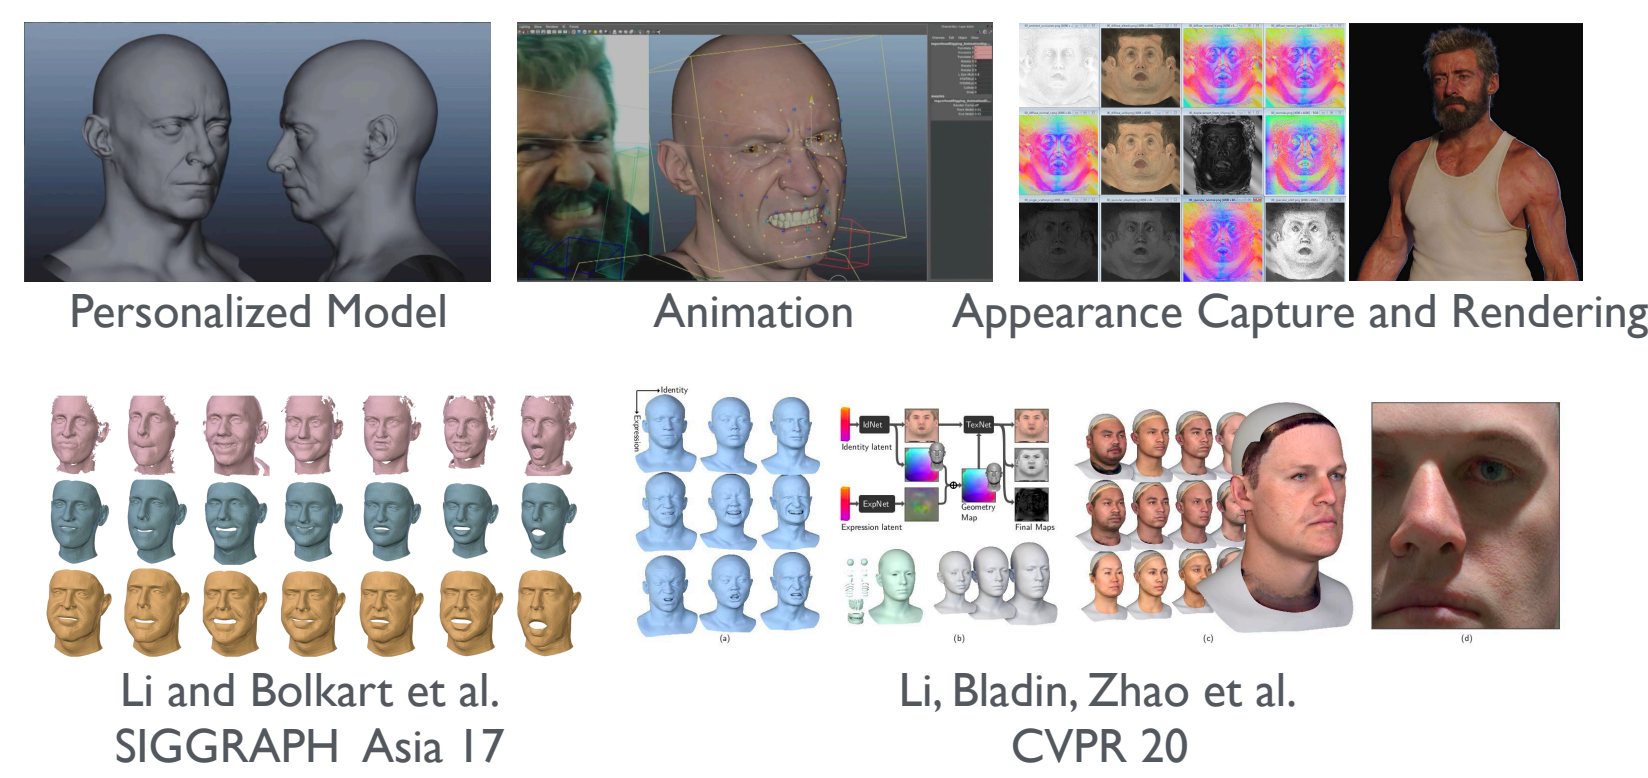 Personalized Model
Animation
Appearance Capture and Rendering
Identity
Expression
IdNet
TexNet
Identity latent
ExpNet
Geometry
Map
Expression latent
Final Maps
(a)
(b)
(c)
(d)
Li and Bolkart et al.
SIGGRAPH Asia 17
Li, Bladin, Zhao et al.
CVPR 20